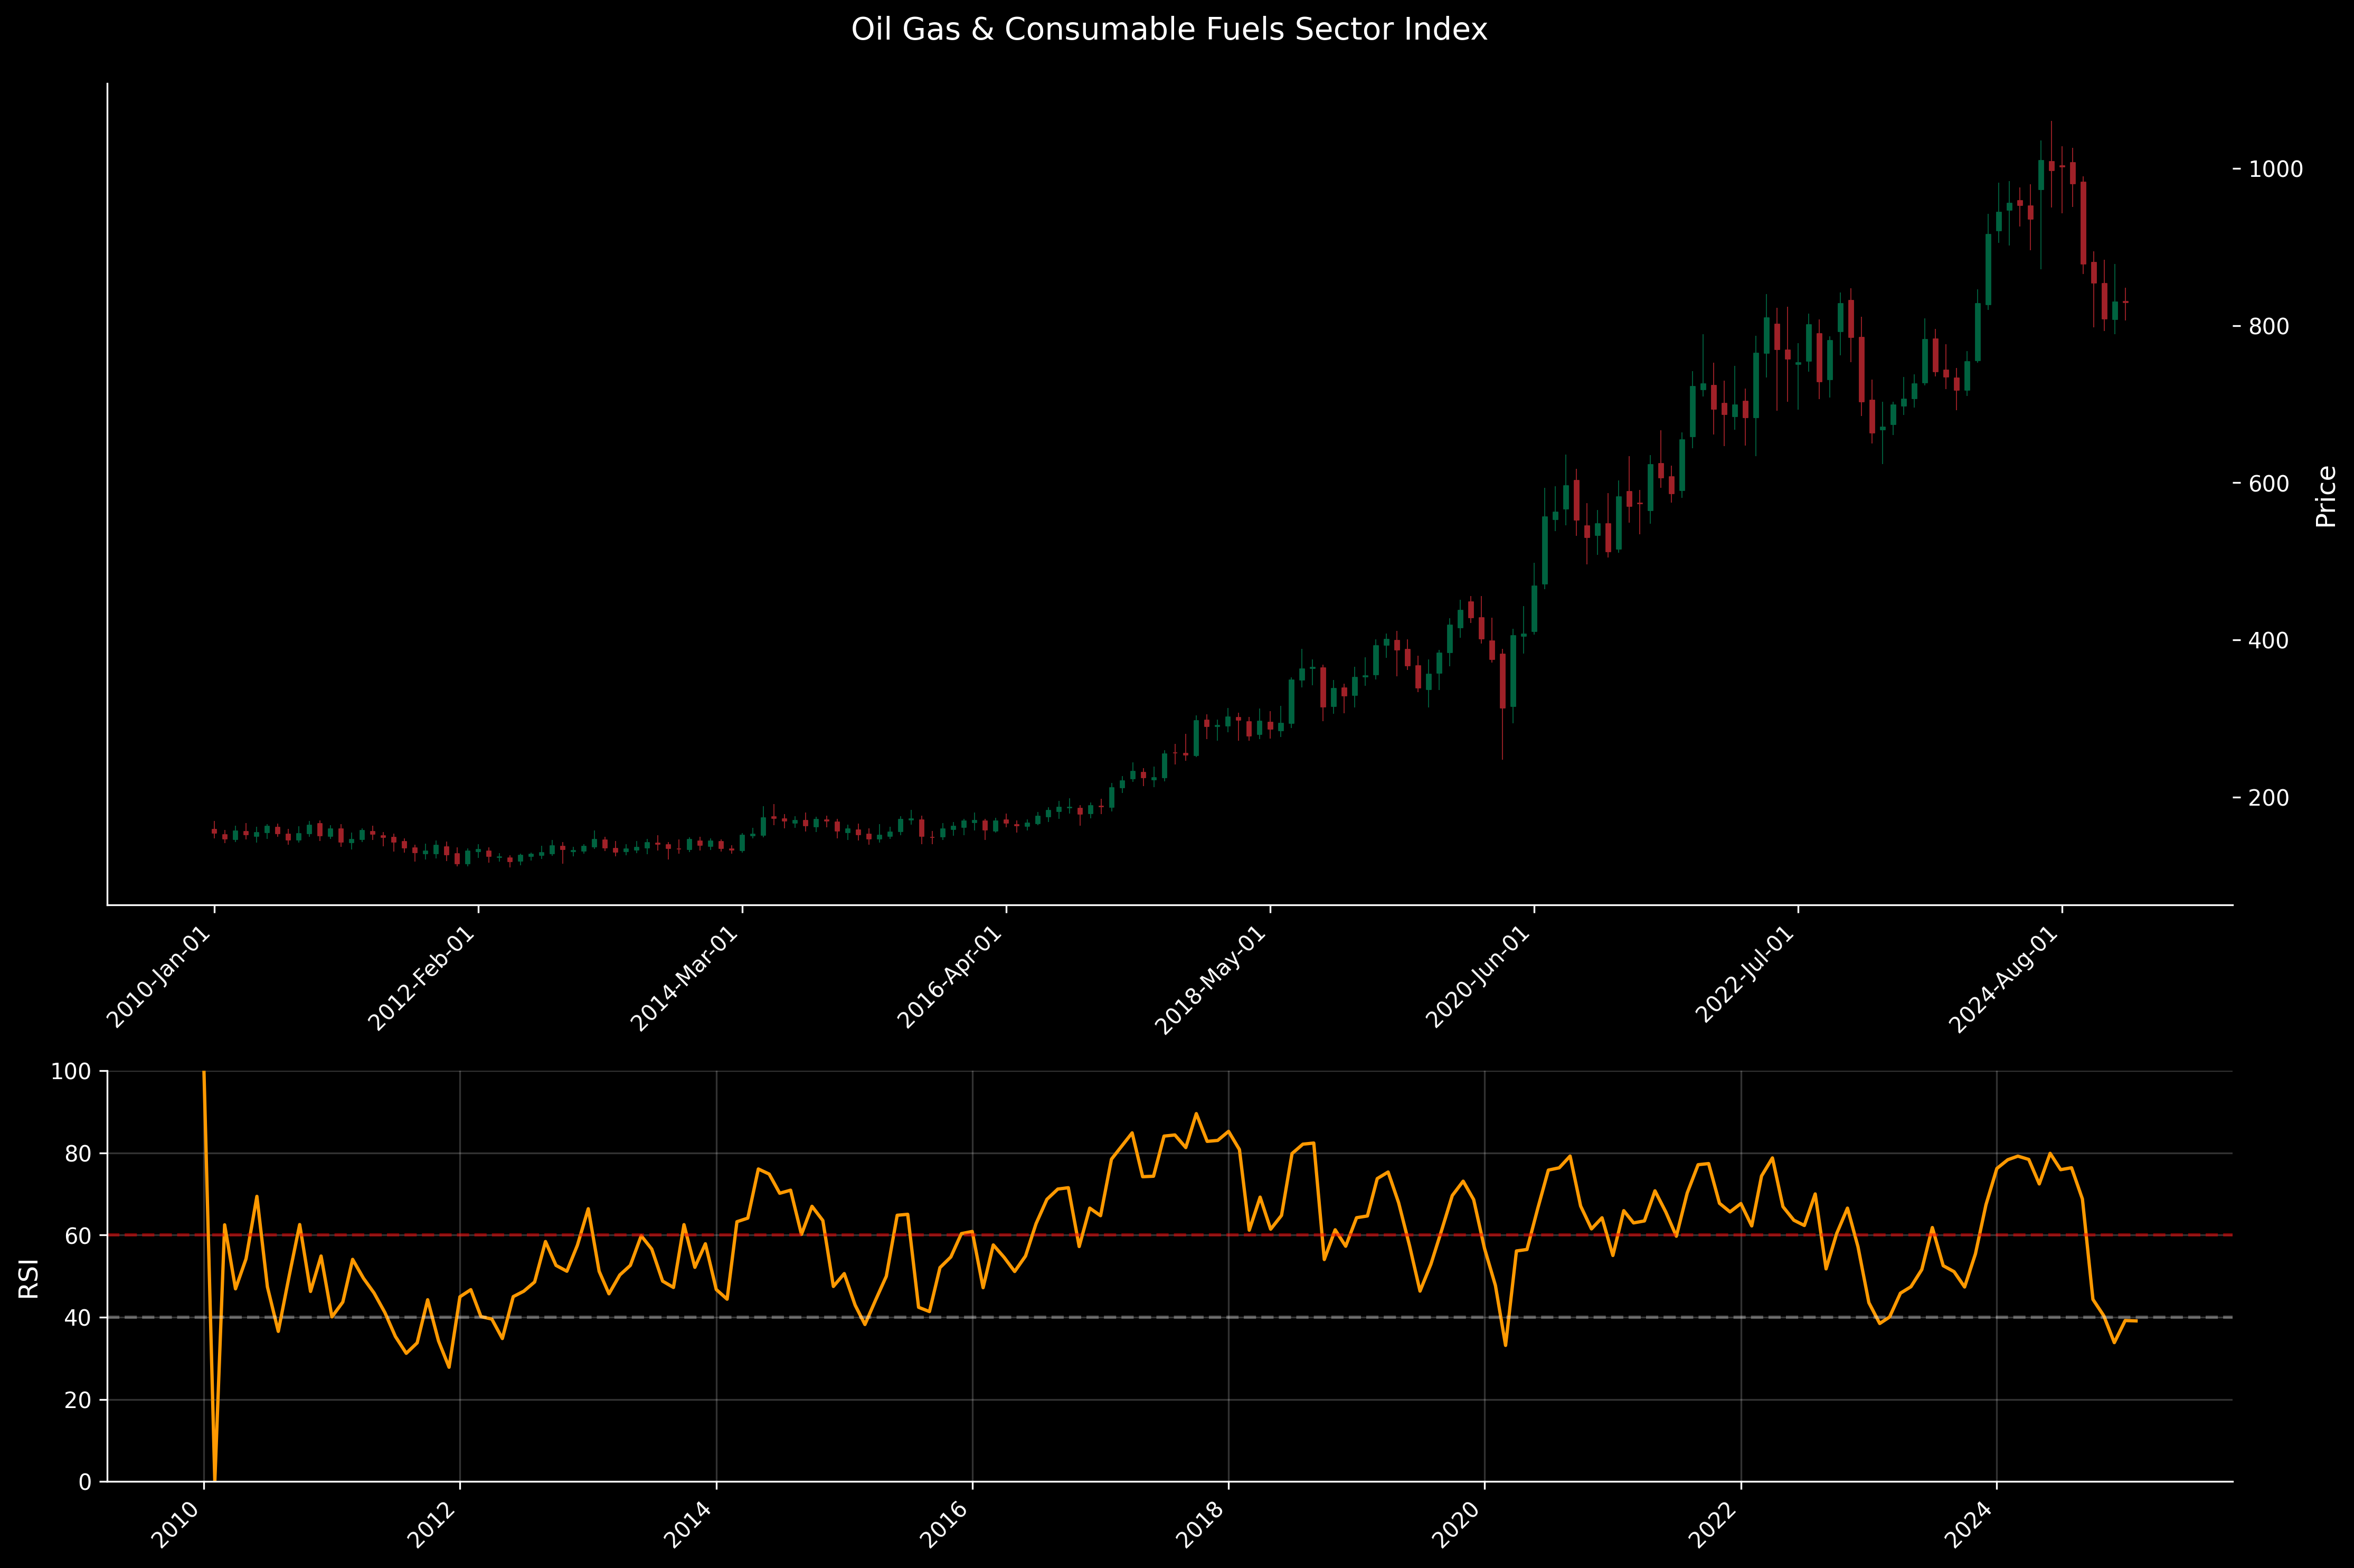 Oil Gas & Consumable Fuels Sector Index
1000
800
600
400
200
Price
2010-Jan-01
2012-Feb-01
2014-Mar-01
2016-Apr-01
2018-May-01
2020-Jun-01
2022-Jul-01
2024-Aug-01
100
80
60
40
20
0
RSI
2010
2012
2014
2016
2018
2020
2022
2024